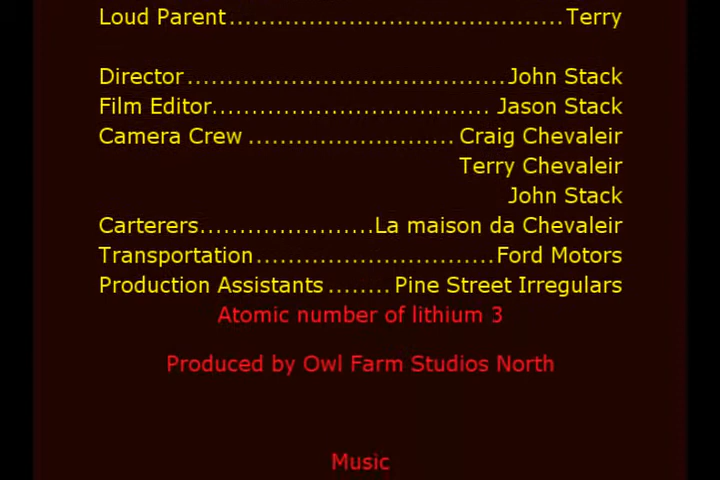 Loud Parent..........................................Terry
Director........................................John Stack
Film Editor................................... Jason Stack
Camera Crew .......................... Craig Chevaleir
Terry Chevaleir
John Stack
Carterers......................La maison da Chevaleir
Transportation..............................Ford Motors
Production Assistants ........ Pine Street Irregulars
Atomic number of lithium 3
Produced by Owl Farm Studios North
Music